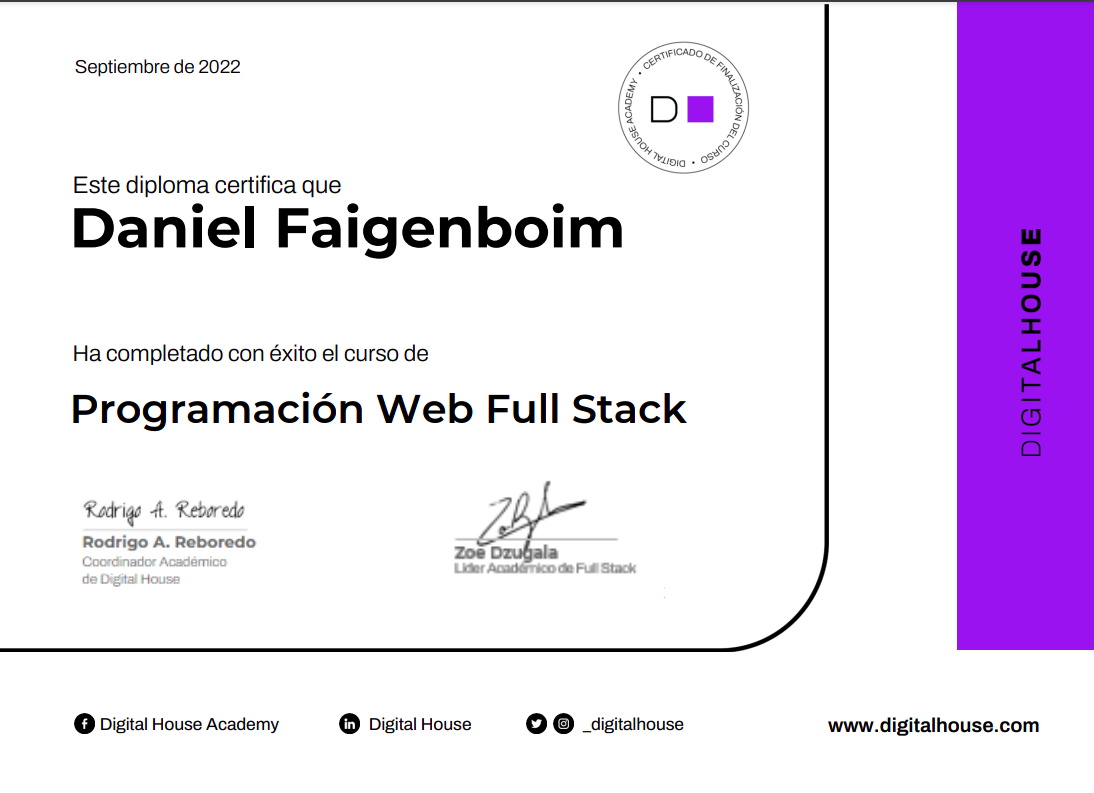 Septiembre de 2022
DIGITAL HOUSE ACADEMY • CERTIFICADO DE FINALIZACIÓN DEL CURSO •
D
Este diploma certifica que
Daniel Faigenboim
Ha completado con éxito el curso de
Programación Web Full Stack
Rodrigo A. Reboredo
Rodrigo A. Reboredo
Coordinador Académico
de Digital House
Zoe Dzugala
Lider Académico de Full Stack
DIGITALHOUSE
Digital House Academy
Digital House
_digitalhouse
www.digitalhouse.com